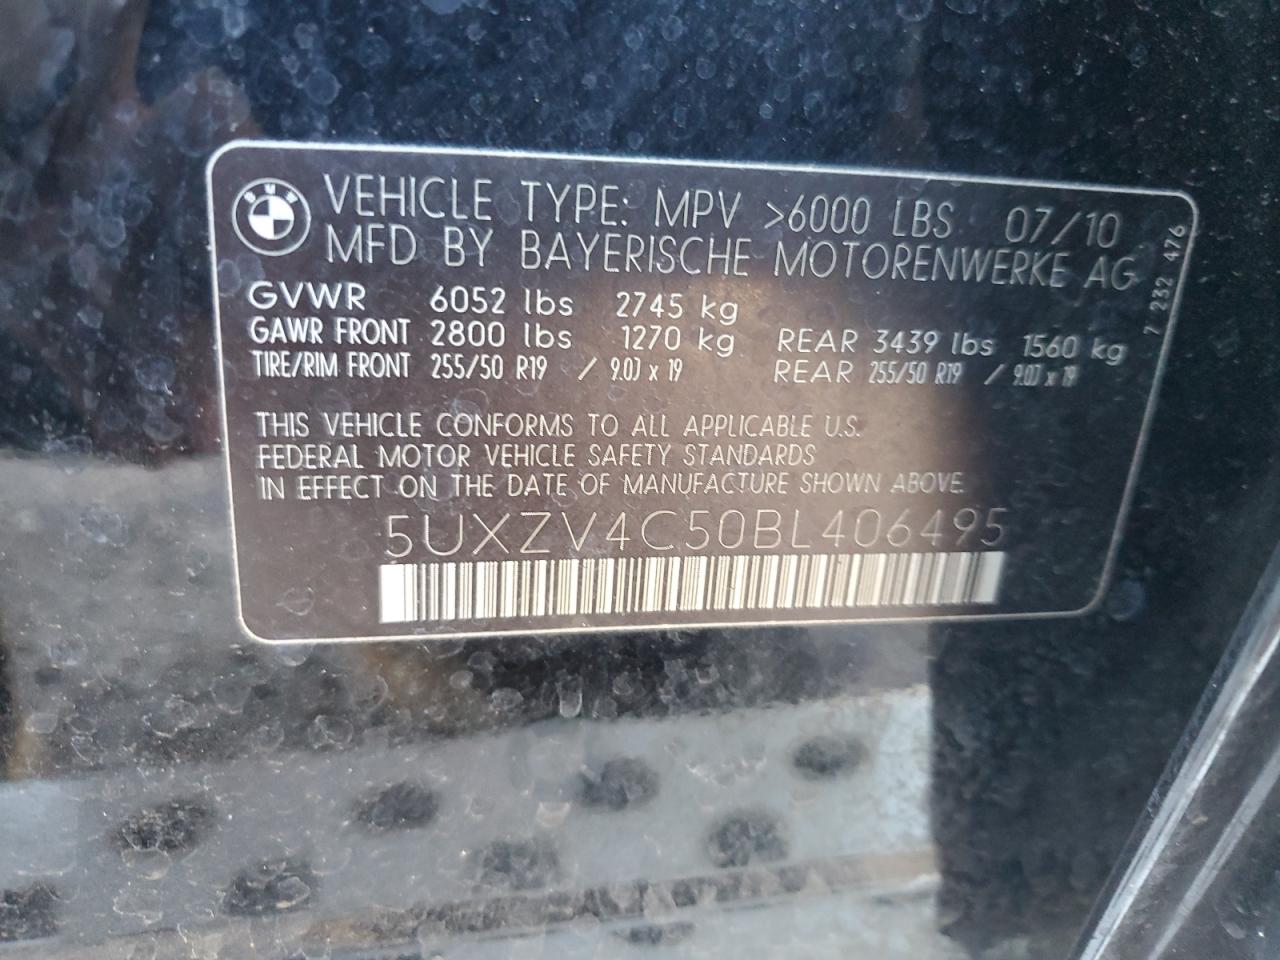 BMW
VEHICLE TYPE: MPV >6000 LBS 07/10
MFD BY BAYERISCHE MOTORENWERKE AG
GVWR 6052 lbs 2745 kg
GAWR FRONT 2800 lbs 1270 kg REAR 3439 lbs 1560 kg
TIRE/RIM FRONT 255/50 R19 / 9.0J x 19 REAR 255/50 R19 / 9.0J x 19
THIS VEHICLE CONFORMS TO ALL APPLICABLE U.S.
FEDERAL MOTOR VEHICLE SAFETY STANDARDS
IN EFFECT ON THE DATE OF MANUFACTURE SHOWN ABOVE.
5UXZV4C50BL406495
7 232 476